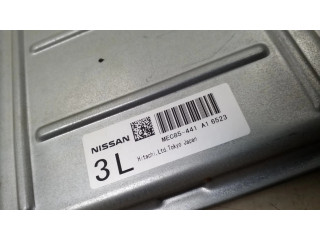 NISSAN
MEC85-441 A1 6523
3L
Hitachi,Ltd.Tokyo Japan